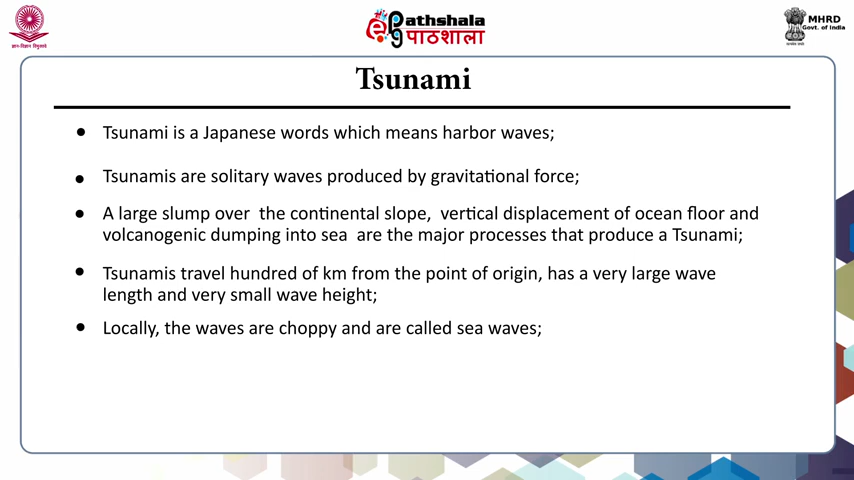 ज्ञान-विज्ञान विमुक्तये
ePathshala
पाठशाला
MHRD
Govt. of India
Tsunami
• Tsunami is a Japanese words which means harbor waves;
• Tsunamis are solitary waves produced by gravitational force;
• A large slump over the continental slope, vertical displacement of ocean floor and
volcanogenic dumping into sea are the major processes that produce a Tsunami;
• Tsunamis travel hundred of km from the point of origin, has a very large wave
length and very small wave height;
• Locally, the waves are choppy and are called sea waves;